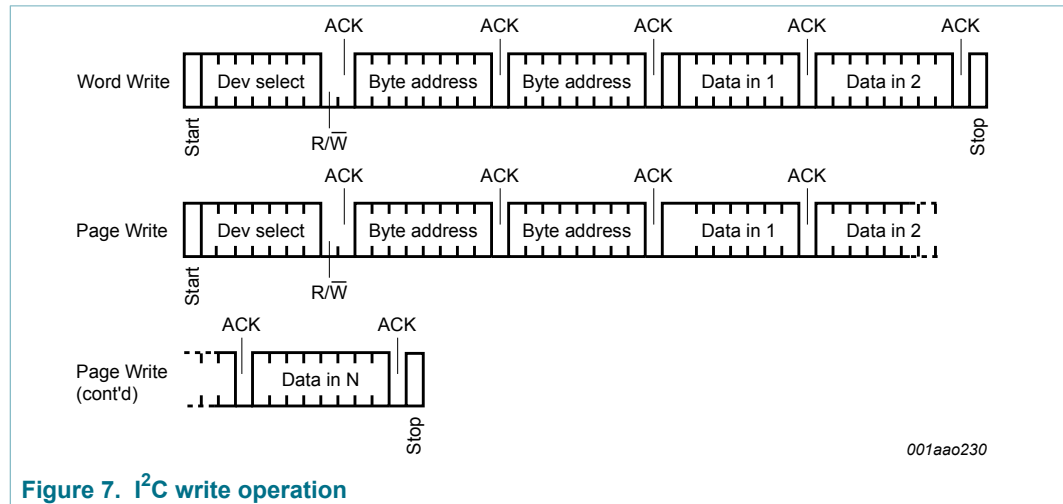 ACK ACK ACK ACK ACK
Word Write Dev select Byte address Byte address Data in 1 Data in 2
Start R/W̅ Stop
ACK ACK ACK ACK
Page Write Dev select Byte address Byte address Data in 1 Data in 2
Start R/W̅
ACK ACK
Page Write
(cont'd) Data in N
Stop
001aao230
Figure 7. I²C write operation